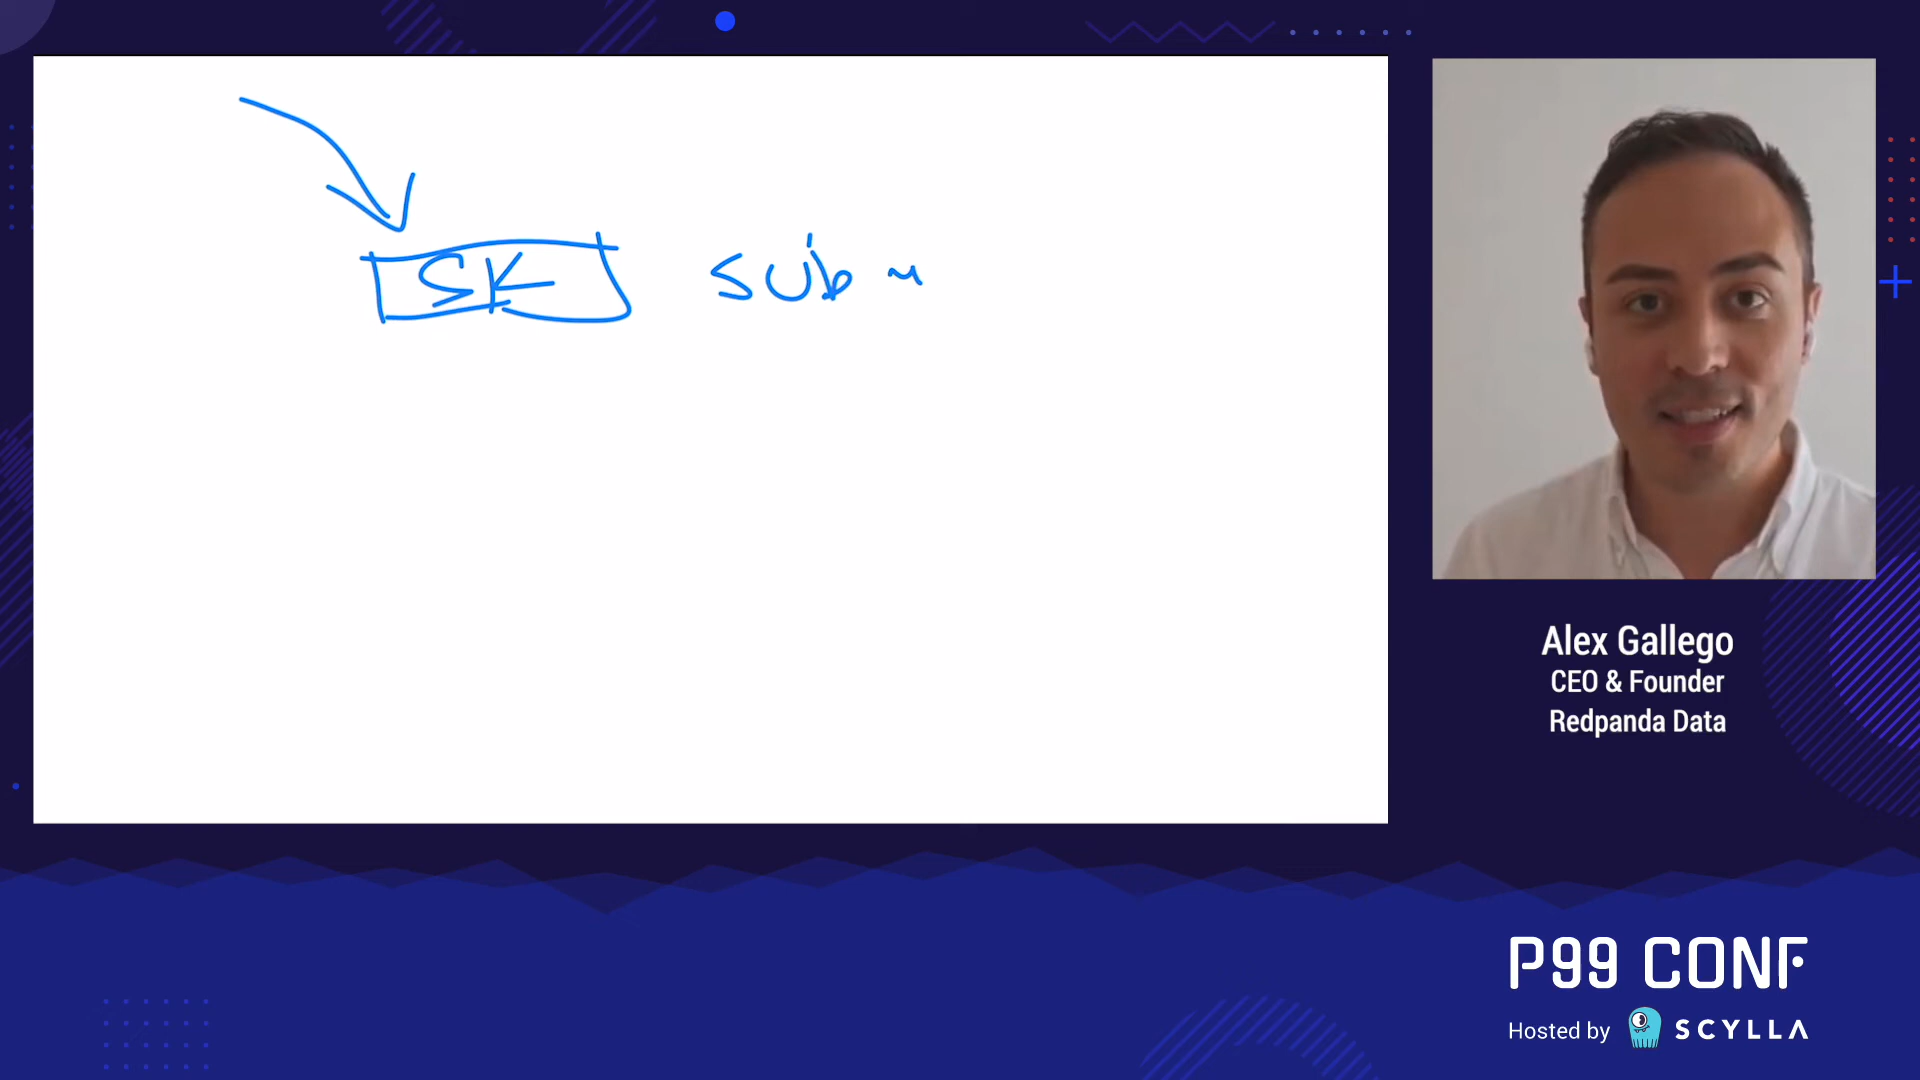 SK sub
Alex Gallego
CEO & Founder
Redpanda Data
P99 CONF
Hosted by SCYLLA